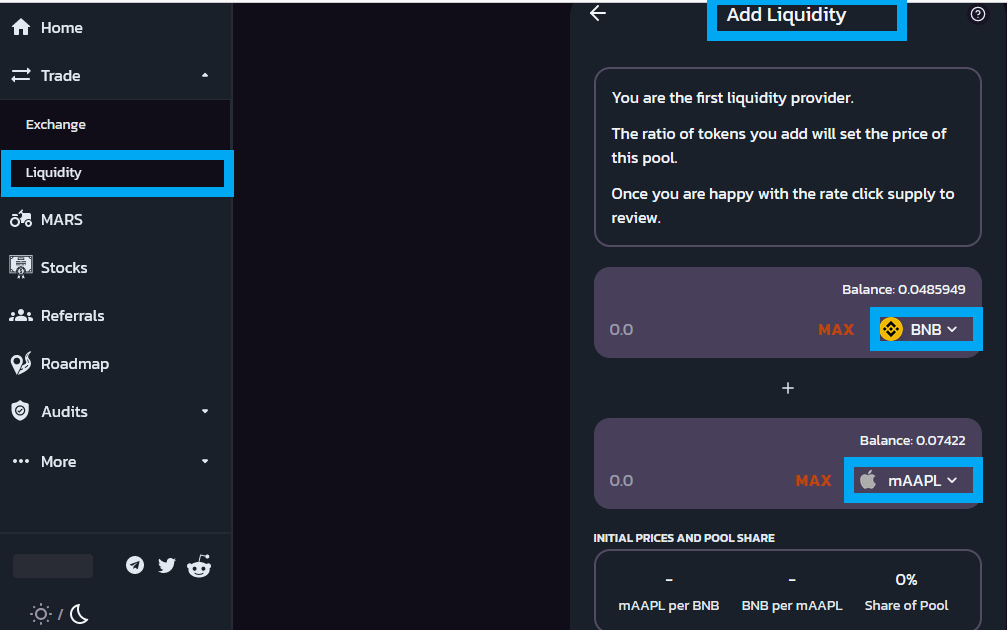 Home
Trade
Exchange
Liquidity
MARS
Stocks
Referrals
Roadmap
Audits
More
/
Add Liquidity
You are the first liquidity provider.
The ratio of tokens you add will set the price of
this pool.
Once you are happy with the rate click supply to
review.
Balance: 0.0485949
0.0 MAX BNB
+
Balance: 0.07422
0.0 MAX mAAPL
INITIAL PRICES AND POOL SHARE
- - 0%
mAAPL per BNB BNB per mAAPL Share of Pool